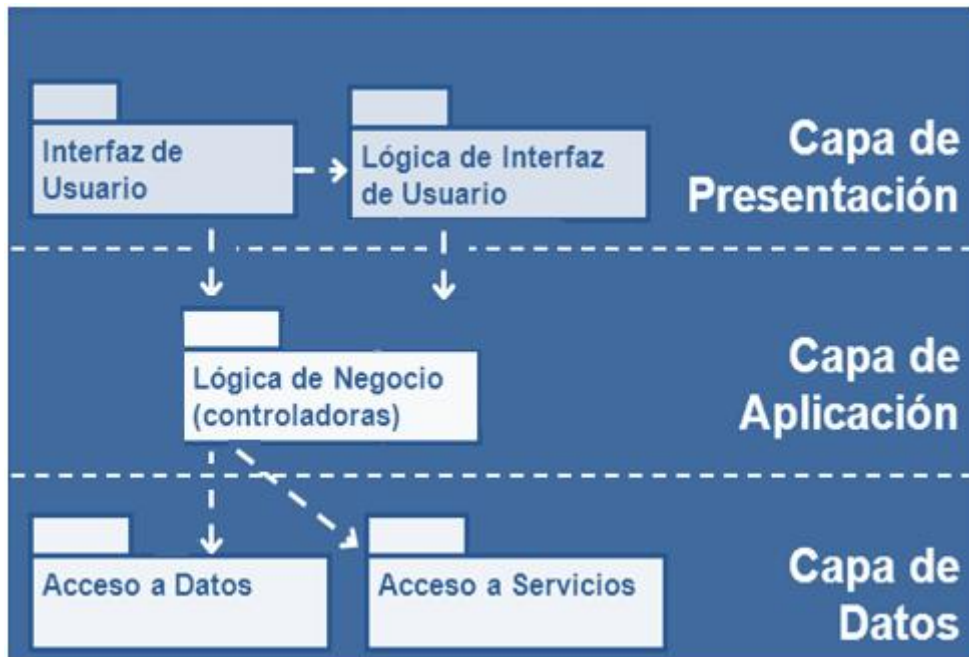 Interfaz de
Usuario
Lógica de Interfaz
de Usuario
Capa de
Presentación
Lógica de Negocio
(controladoras)
Capa de
Aplicación
Acceso a Datos
Acceso a Servicios
Capa de
Datos